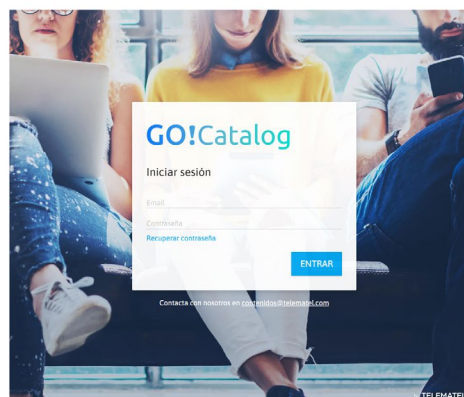 GO!Catalog
Iniciar sesión
Email
Contraseña
Recuperar contraseña
ENTRAR
Contacta con nosotros en contenidos@telematel.com
TELEMATEL